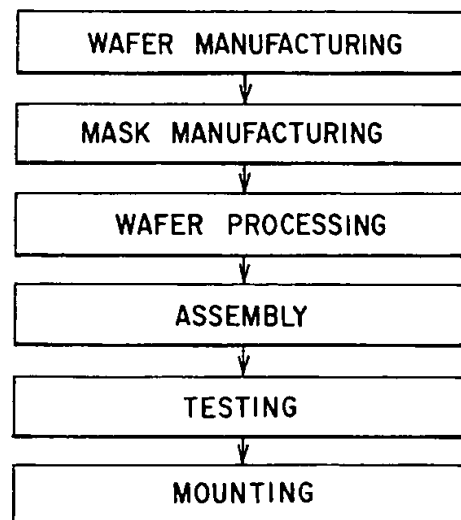 WAFER MANUFACTURING
MASK MANUFACTURING
WAFER PROCESSING
ASSEMBLY
TESTING
MOUNTING